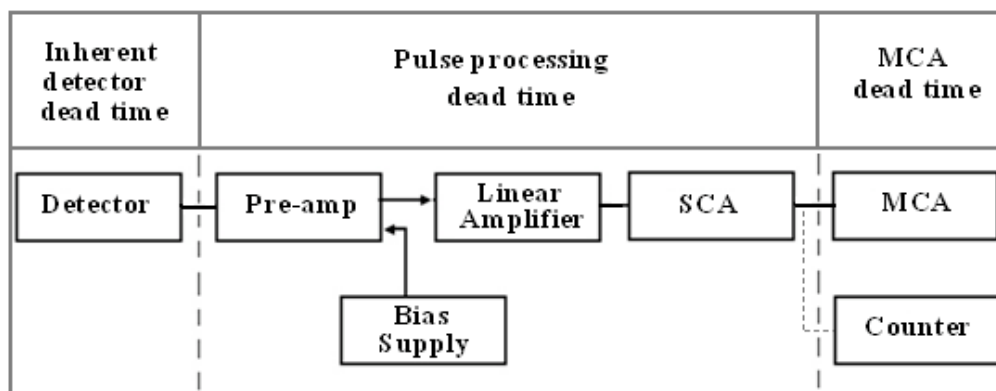 Inherent
detector
dead time
Pulse processing
dead time
MCA
dead time
Detector
Pre-amp
Linear
Amplifier
SCA
MCA
Bias
Supply
Counter